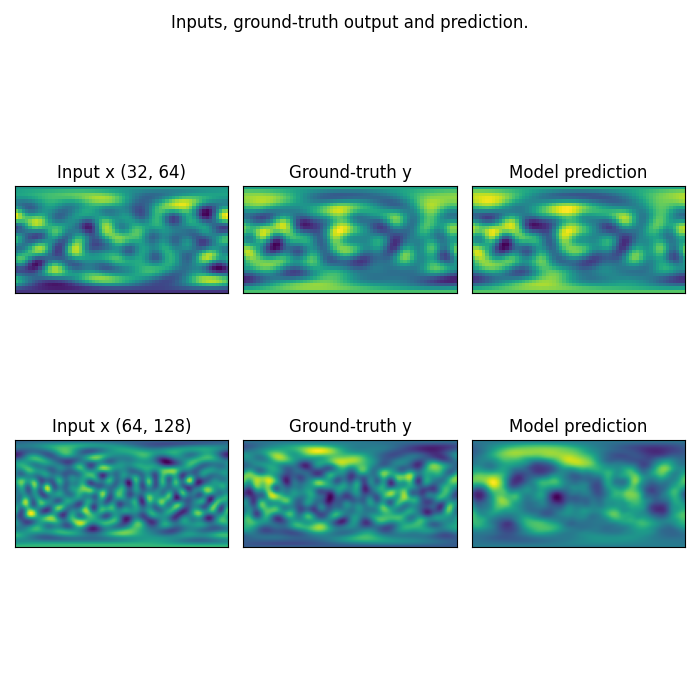 Inputs, ground-truth output and prediction.
Input x (32, 64)
Ground-truth y
Model prediction
Input x (64, 128)
Ground-truth y
Model prediction